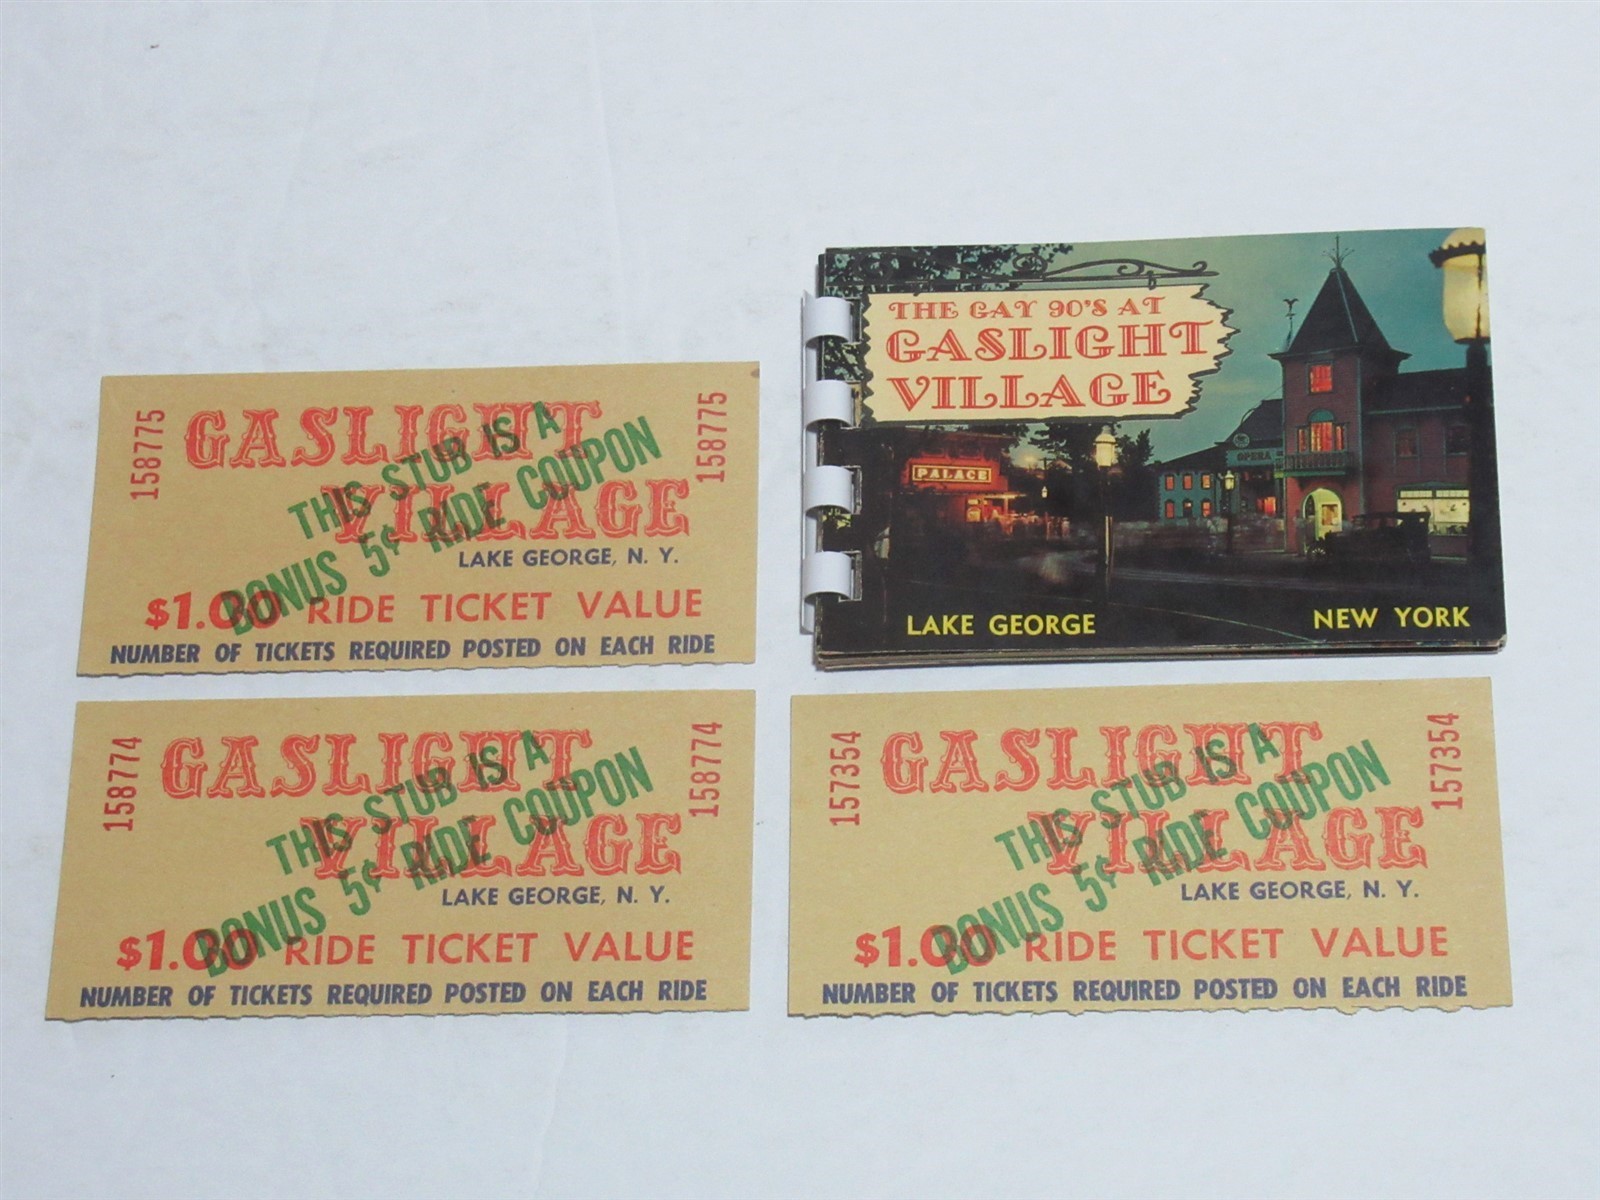 158775
GASLIGHT
VILLAGE
LAKE GEORGE, N. Y.
$1.00 RIDE TICKET VALUE
NUMBER OF TICKETS REQUIRED POSTED ON EACH RIDE
THIS STUB IS A
BONUS 5¢ RIDE COUPON
158775
THE GAY 90'S AT
GASLIGHT
VILLAGE
PALACE
OPERA
LAKE GEORGE
NEW YORK
158774
GASLIGHT
VILLAGE
LAKE GEORGE, N. Y.
$1.00 RIDE TICKET VALUE
NUMBER OF TICKETS REQUIRED POSTED ON EACH RIDE
THIS STUB IS A
BONUS 5¢ RIDE COUPON
158774
157354
GASLIGHT
VILLAGE
LAKE GEORGE, N. Y.
$1.00 RIDE TICKET VALUE
NUMBER OF TICKETS REQUIRED POSTED ON EACH RIDE
THIS STUB IS A
BONUS 5¢ RIDE COUPON
157354